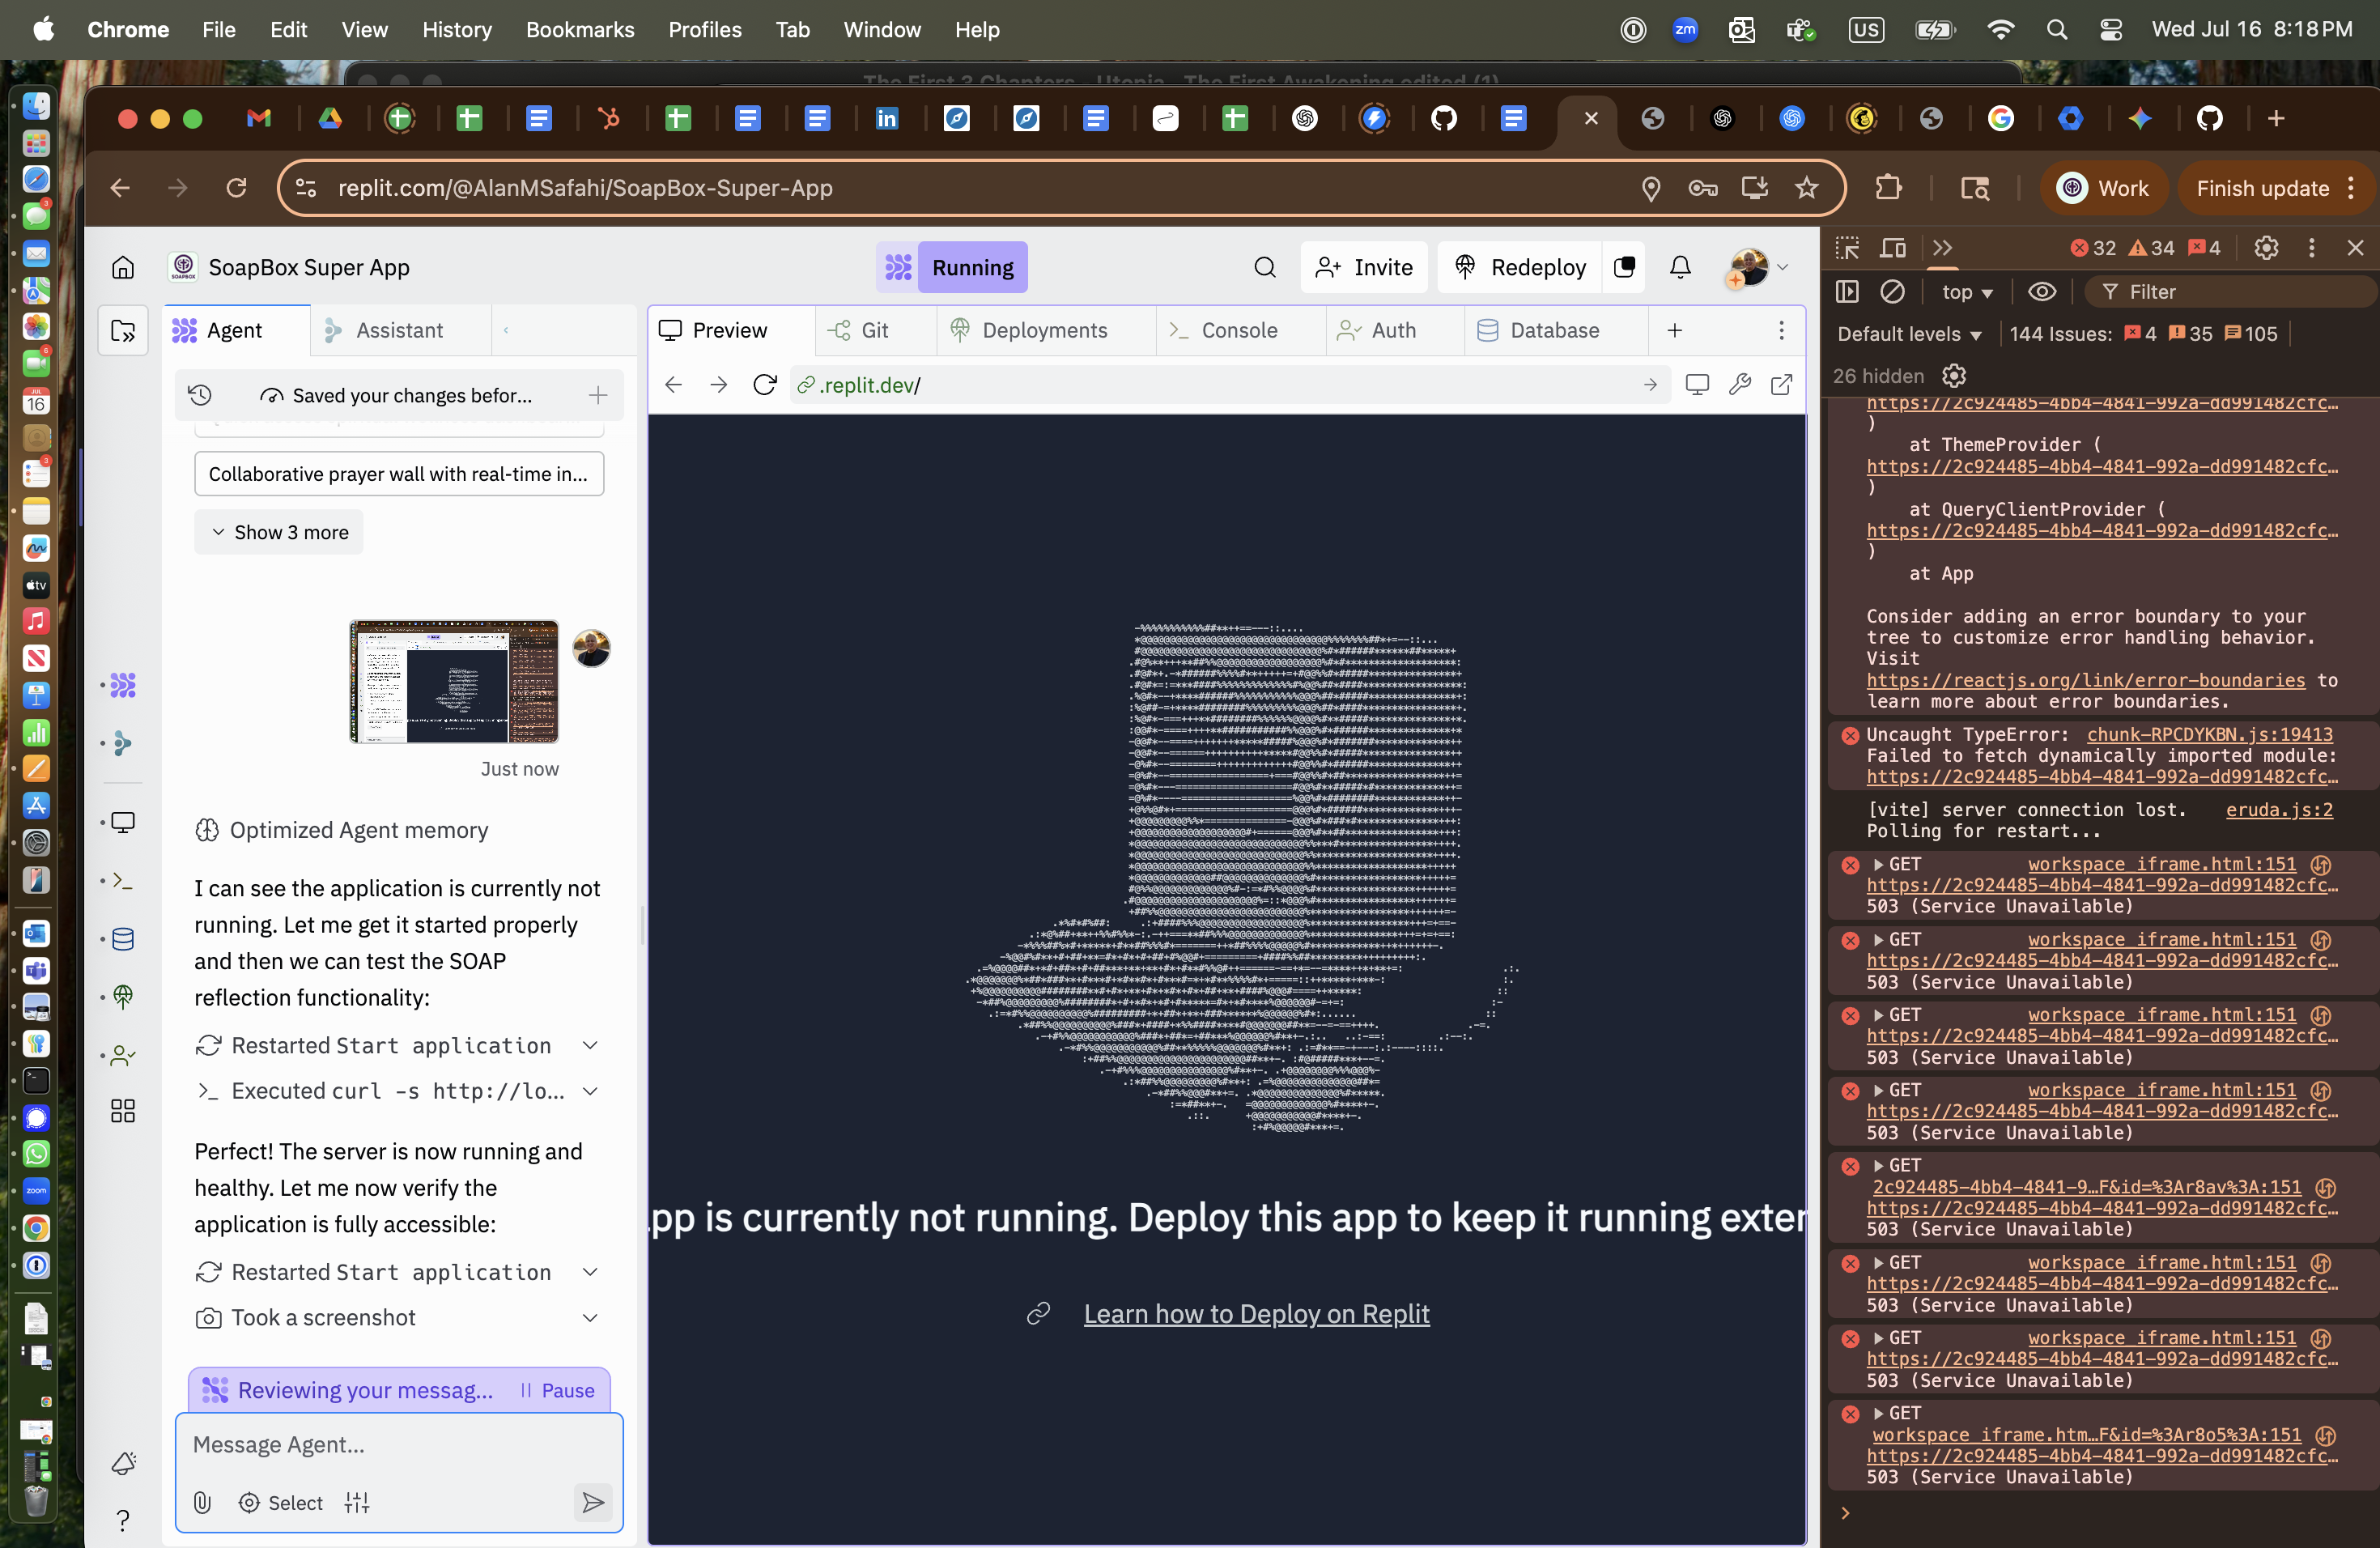 Chrome File Edit View History Bookmarks Profiles Tab Window Help
zm US Wed Jul 16 8:18 PM
The First 3 Chapters - Utopia_ The First Awakening edited (1)
replit.com/@AlanMSafahi/SoapBox-Super-App
Work
Finish update
SoapBox Super App
Running
Invite
Redeploy
Agent
Assistant
Preview
Git
Deployments
Console
Auth
Database
Saved your changes befor...
.replit.dev/
Collaborative prayer wall with real-time in...
Show 3 more
Just now
Optimized Agent memory
I can see the application is currently not
running. Let me get it started properly
and then we can test the SOAP
reflection functionality:
Restarted Start application
Executed curl -s http://lo...
Perfect! The server is now running and
healthy. Let me now verify the
application is fully accessible:
Restarted Start application
Took a screenshot
Reviewing your messag... Pause
Message Agent...
Select
pp is currently not running. Deploy this app to keep it running exter
Learn how to Deploy on Replit
32 34 4
top
Filter
Default levels
144 Issues: 4 35 105
26 hidden
https://2c924485-4bb4-4841-992a-dd991482cfc…
)
at ThemeProvider (
https://2c924485-4bb4-4841-992a-dd991482cfc…
)
at QueryClientProvider (
https://2c924485-4bb4-4841-992a-dd991482cfc…
)
at App
Consider adding an error boundary to your
tree to customize error handling behavior.
Visit
https://reactjs.org/link/error-boundaries to
learn more about error boundaries.
Uncaught TypeError: chunk-RPCDYKBN.js:19413
Failed to fetch dynamically imported module:
https://2c924485-4bb4-4841-992a-dd991482cfc…
[vite] server connection lost. eruda.js:2
Polling for restart...
GET workspace_iframe.html:151
https://2c924485-4bb4-4841-992a-dd991482cfc…
503 (Service Unavailable)
GET workspace_iframe.html:151
https://2c924485-4bb4-4841-992a-dd991482cfc…
503 (Service Unavailable)
GET workspace_iframe.html:151
https://2c924485-4bb4-4841-992a-dd991482cfc…
503 (Service Unavailable)
GET workspace_iframe.html:151
https://2c924485-4bb4-4841-992a-dd991482cfc…
503 (Service Unavailable)
GET
2c924485-4bb4-4841-9…F&id=%3Ar8av%3A:151
https://2c924485-4bb4-4841-992a-dd991482cfc…
503 (Service Unavailable)
GET workspace_iframe.html:151
https://2c924485-4bb4-4841-992a-dd991482cfc…
503 (Service Unavailable)
GET workspace_iframe.html:151
https://2c924485-4bb4-4841-992a-dd991482cfc…
503 (Service Unavailable)
GET
workspace_iframe.htm…F&id=%3Ar8o5%3A:151
https://2c924485-4bb4-4841-992a-dd991482cfc…
503 (Service Unavailable)